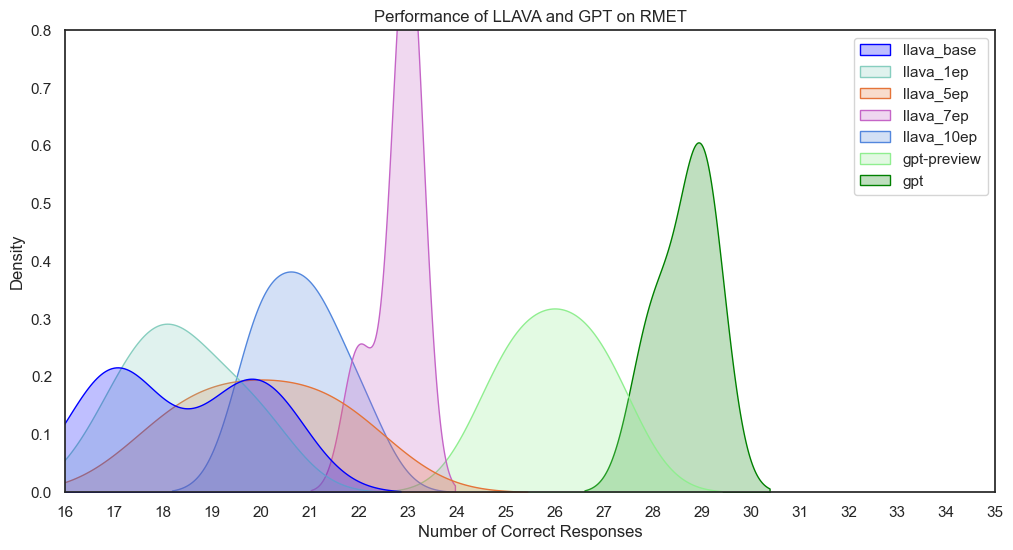 Performance of LLAVA and GPT on RMET
0.8
0.7
0.6
0.5
0.4
0.3
0.2
0.1
0.0
Density
llava_base
llava_1ep
llava_5ep
llava_7ep
llava_10ep
gpt-preview
gpt
16 17 18 19 20 21 22 23 24 25 26 27 28 29 30 31 32 33 34 35
Number of Correct Responses